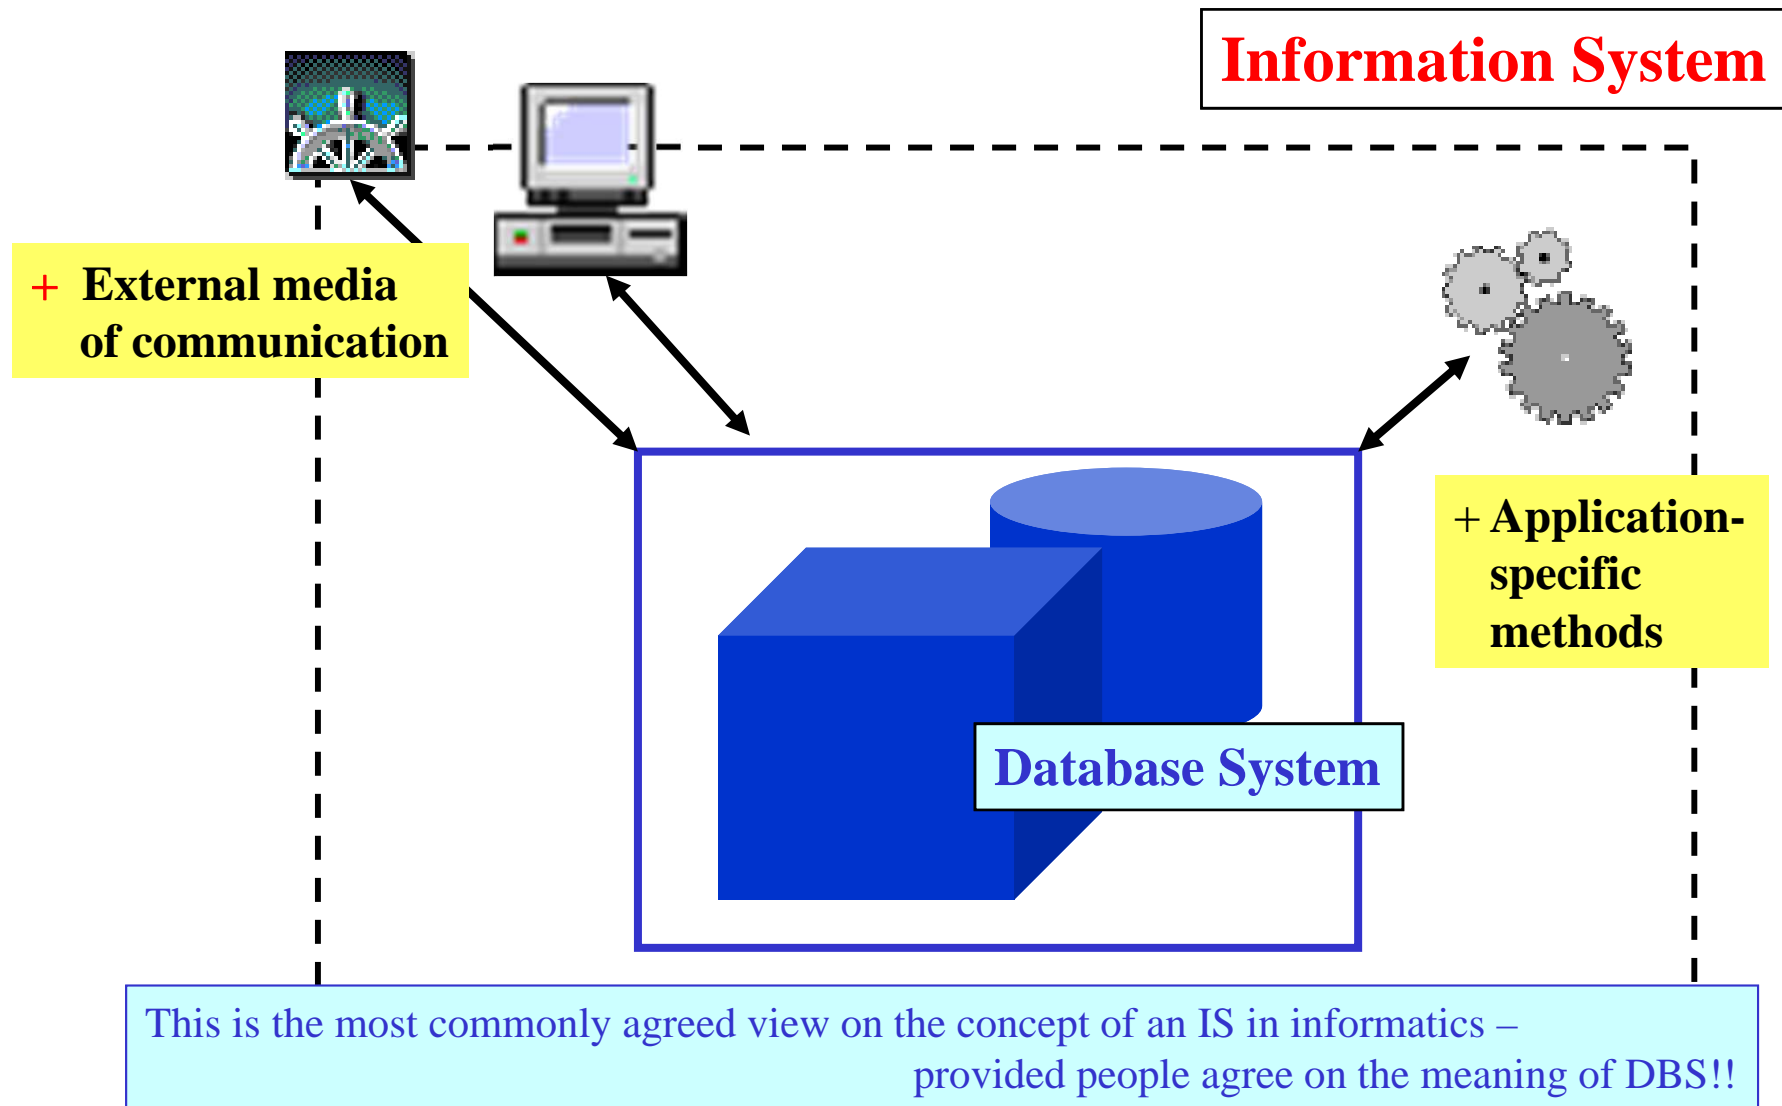 Information System
+ External media
of communication
+ Application-
specific
methods
Database System
This is the most commonly agreed view on the concept of an IS in informatics –
provided people agree on the meaning of DBS!!